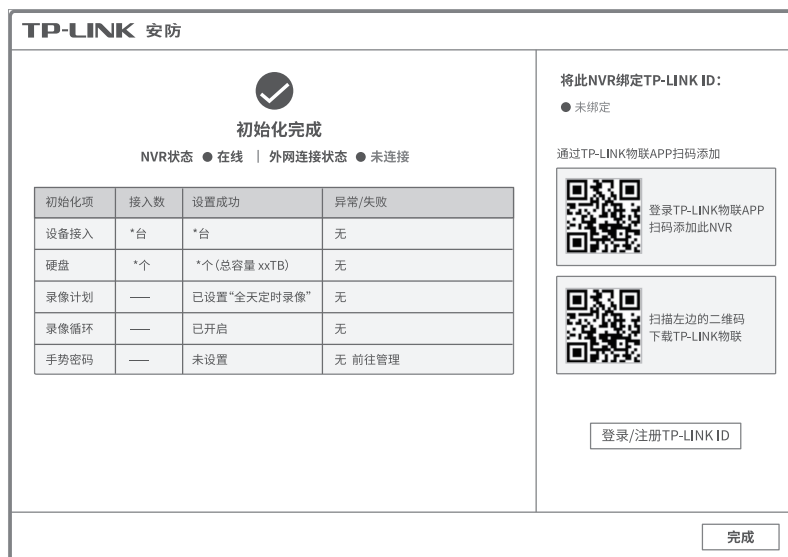 TP-LINK 安防
初始化完成
NVR状态 ● 在线 | 外网连接状态 ● 未连接
初始化项 接入数 设置成功 异常/失败
设备接入 *台 *台 无
硬盘 *个 *个(总容量 xxTB) 无
录像计划 —— 已设置“全天定时录像” 无
录像循环 —— 已开启 无
手势密码 —— 未设置 无 前往管理
将此NVR绑定TP-LINK ID：
● 未绑定
通过TP-LINK物联APP扫码添加
登录TP-LINK物联APP
扫码添加此NVR
扫描左边的二维码
下载TP-LINK物联
登录/注册TP-LINK ID
完成